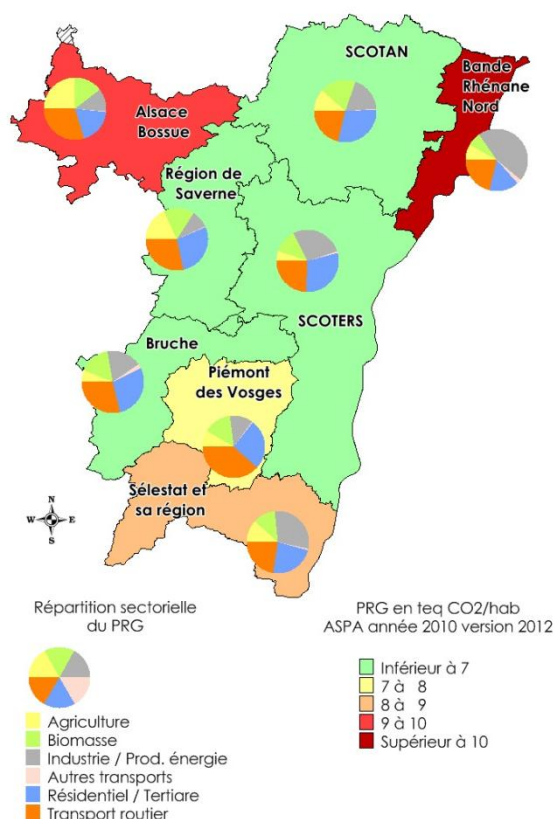 SCOTAN
Bande
Rhénane
Nord
Alsace
Bossue
Région de
Saverne
SCOTERS
Bruche
Piémont
des Vosges
Sélestat et
sa région
N
W E
S
Répartition sectorielle
du PRG
Agriculture
Biomasse
Industrie / Prod. énergie
Autres transports
Résidentiel / Tertiaire
Transport routier
PRG en teq CO2/hab
ASPA année 2010 version 2012
Inférieur à 7
7 à 8
8 à 9
9 à 10
Supérieur à 10